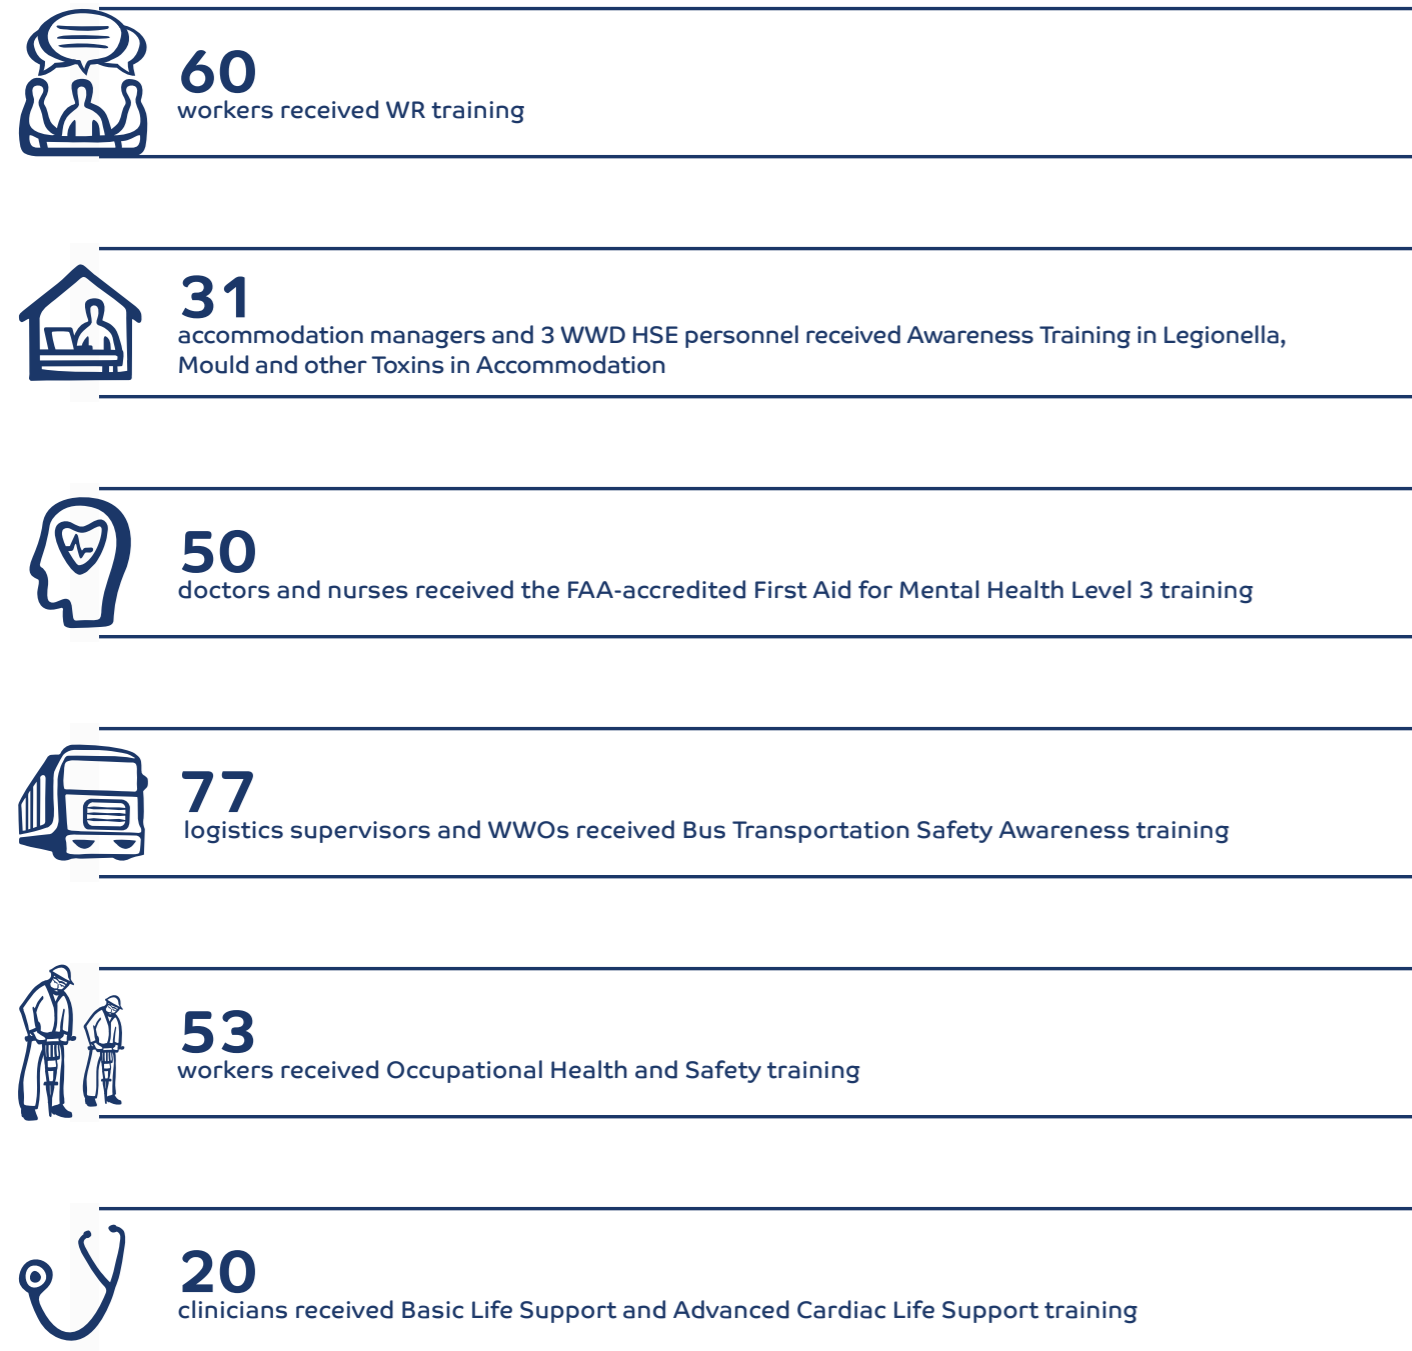 60
workers received WR training
31
accommodation managers and 3 WWD HSE personnel received Awareness Training in Legionella,
Mould and other Toxins in Accommodation
50
doctors and nurses received the FAA-accredited First Aid for Mental Health Level 3 training
77
logistics supervisors and WWOs received Bus Transportation Safety Awareness training
53
workers received Occupational Health and Safety training
20
clinicians received Basic Life Support and Advanced Cardiac Life Support training